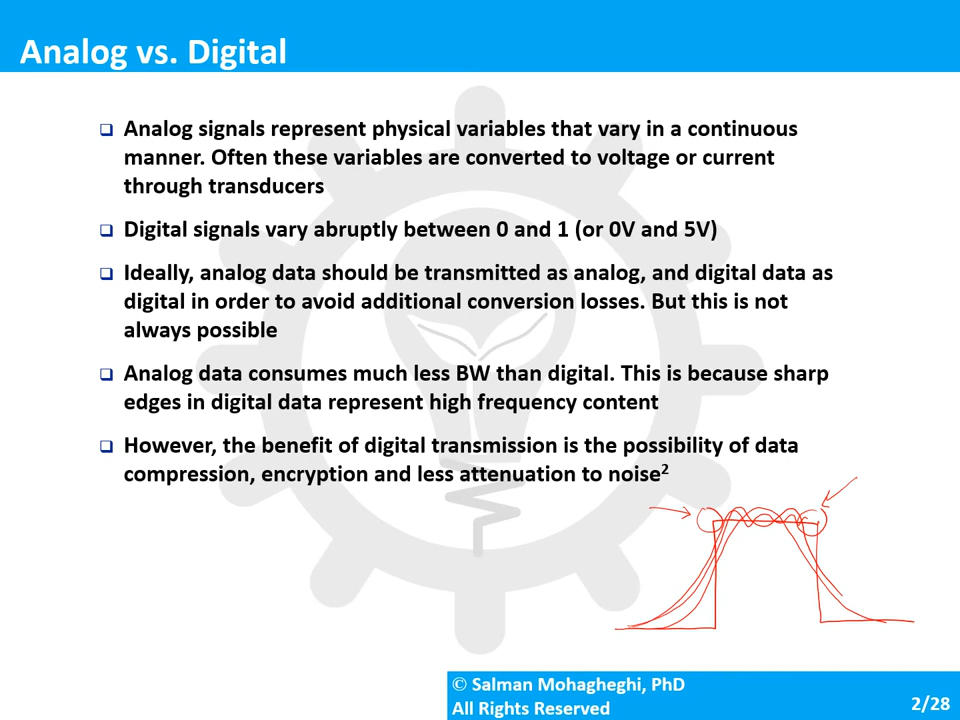 Analog vs. Digital
❑ Analog signals represent physical variables that vary in a continuous
manner. Often these variables are converted to voltage or current
through transducers
❑ Digital signals vary abruptly between 0 and 1 (or 0V and 5V)
❑ Ideally, analog data should be transmitted as analog, and digital data as
digital in order to avoid additional conversion losses. But this is not
always possible
❑ Analog data consumes much less BW than digital. This is because sharp
edges in digital data represent high frequency content
❑ However, the benefit of digital transmission is the possibility of data
compression, encryption and less attenuation to noise²
© Salman Mohagheghi, PhD
All Rights Reserved
2/28